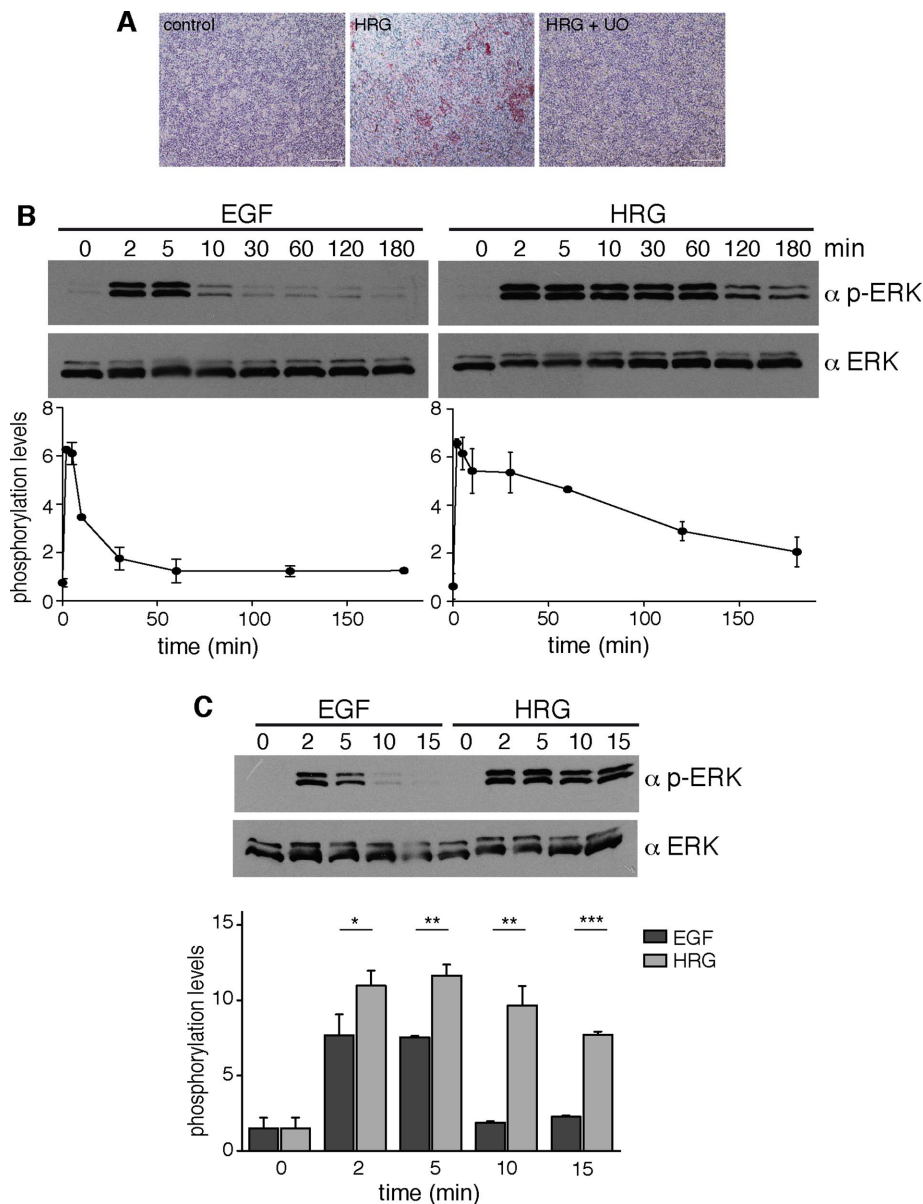 A
control HRG HRG + UO
B
EGF HRG
0 2 5 10 30 60 120 180 0 2 5 10 30 60 120 180 min
α p-ERK
α ERK
phosphorylation levels
8
6
4
2
0
0 50 100 150
time (min)
8
6
4
2
0
0 50 100 150
time (min)
C
EGF HRG
0 2 5 10 15 0 2 5 10 15
α p-ERK
α ERK
phosphorylation levels
15
10
5
0
* ** ** ***
EGF
HRG
0 2 5 10 15
time (min)